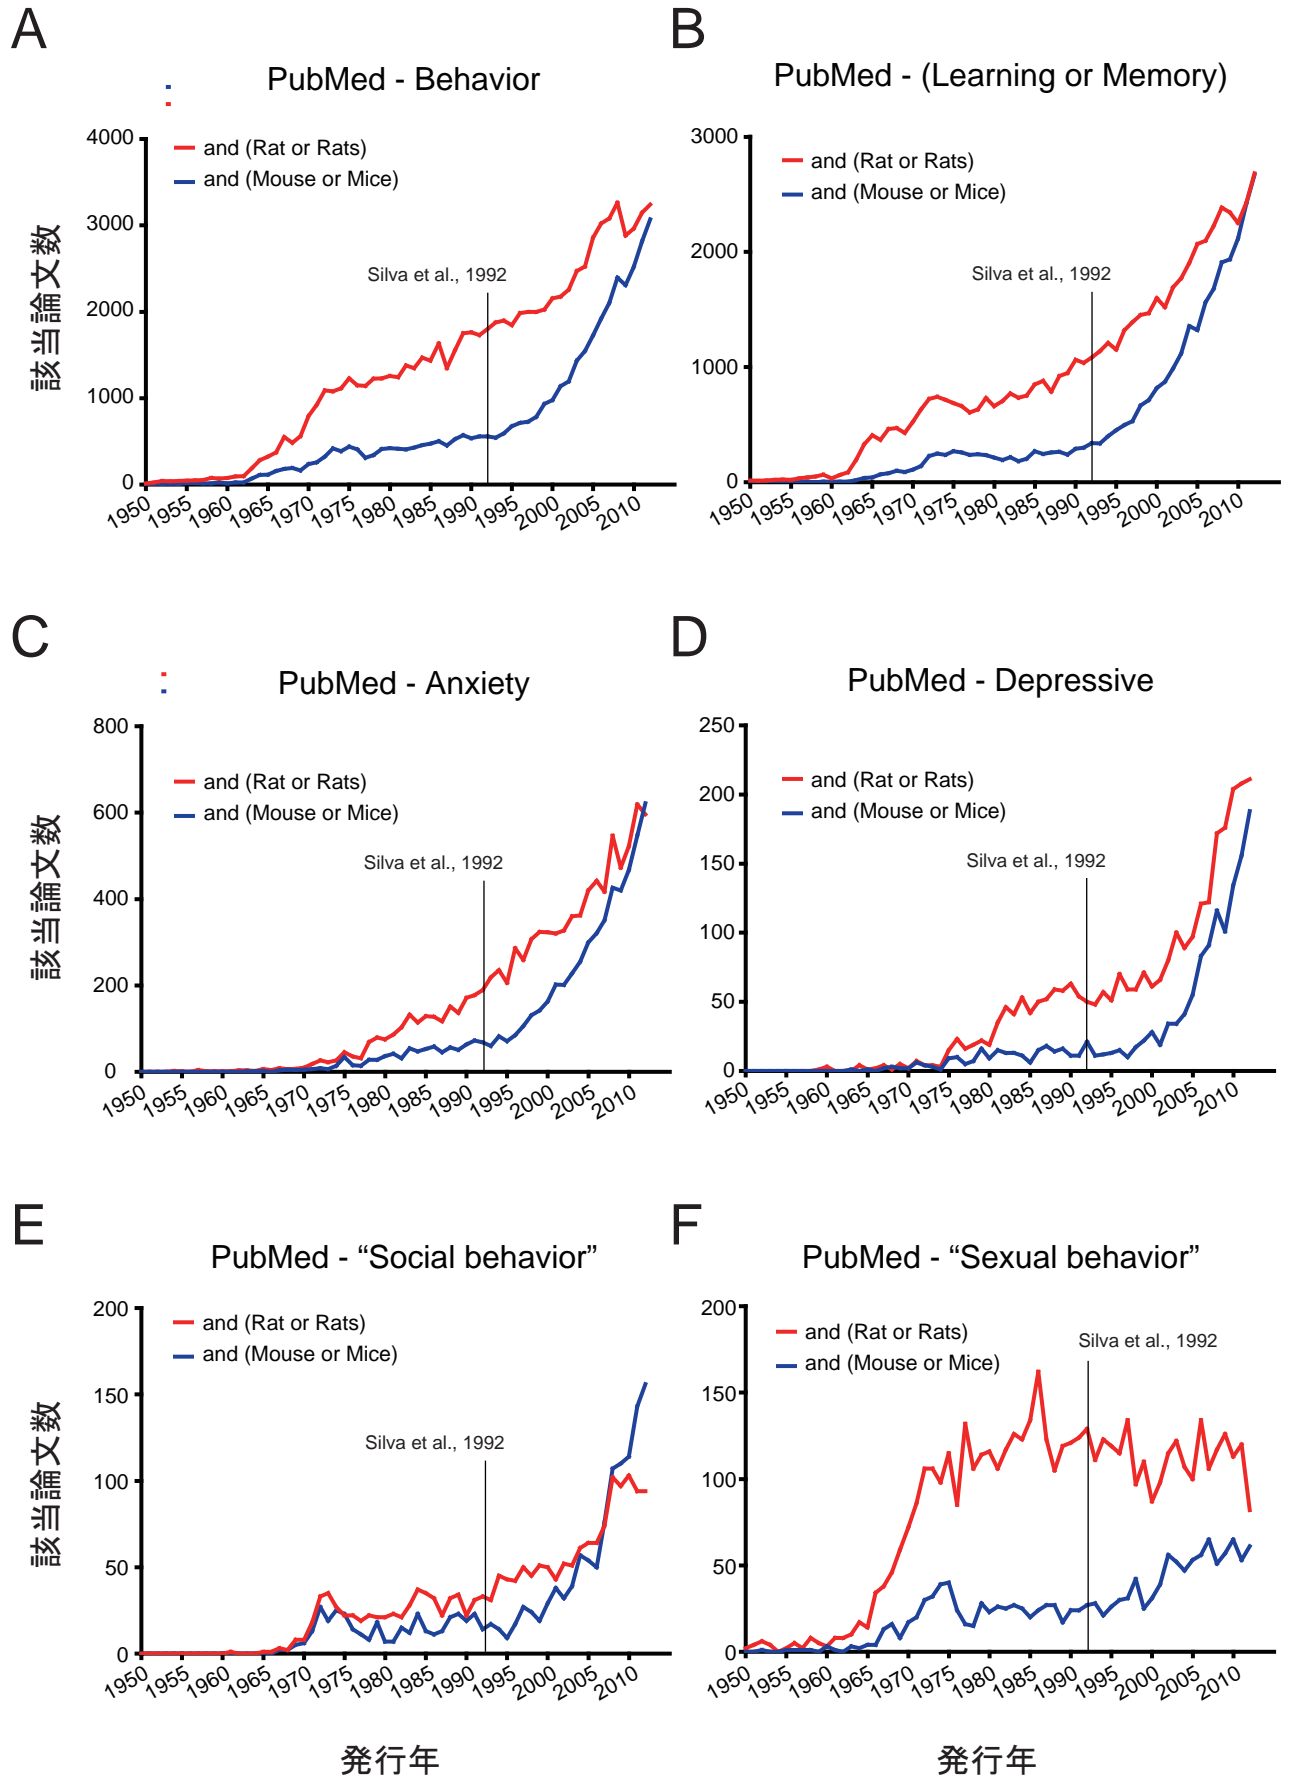 A
PubMed - Behavior
and (Rat or Rats)
and (Mouse or Mice)
Silva et al., 1992
該当論文数
4000
3000
2000
1000
0
1950 1955 1960 1965 1970 1975 1980 1985 1990 1995 2000 2005 2010
B
PubMed - (Learning or Memory)
and (Rat or Rats)
and (Mouse or Mice)
Silva et al., 1992
3000
2000
1000
0
1950 1955 1960 1965 1970 1975 1980 1985 1990 1995 2000 2005 2010
C
PubMed - Anxiety
and (Rat or Rats)
and (Mouse or Mice)
Silva et al., 1992
該当論文数
800
600
400
200
0
1950 1955 1960 1965 1970 1975 1980 1985 1990 1995 2000 2005 2010
D
PubMed - Depressive
and (Rat or Rats)
and (Mouse or Mice)
Silva et al., 1992
250
200
150
100
50
0
1950 1955 1960 1965 1970 1975 1980 1985 1990 1995 2000 2005 2010
E
PubMed - “Social behavior”
and (Rat or Rats)
and (Mouse or Mice)
Silva et al., 1992
該当論文数
200
150
100
50
0
1950 1955 1960 1965 1970 1975 1980 1985 1990 1995 2000 2005 2010
発行年
F
PubMed - “Sexual behavior”
and (Rat or Rats)
and (Mouse or Mice)
Silva et al., 1992
200
150
100
50
0
1950 1955 1960 1965 1970 1975 1980 1985 1990 1995 2000 2005 2010
発行年